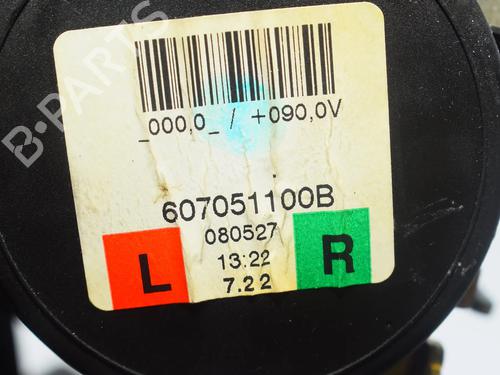 B-PARTS
_000,0_ / +090,0V
607051100B
080527
13:22
7.22
L
R